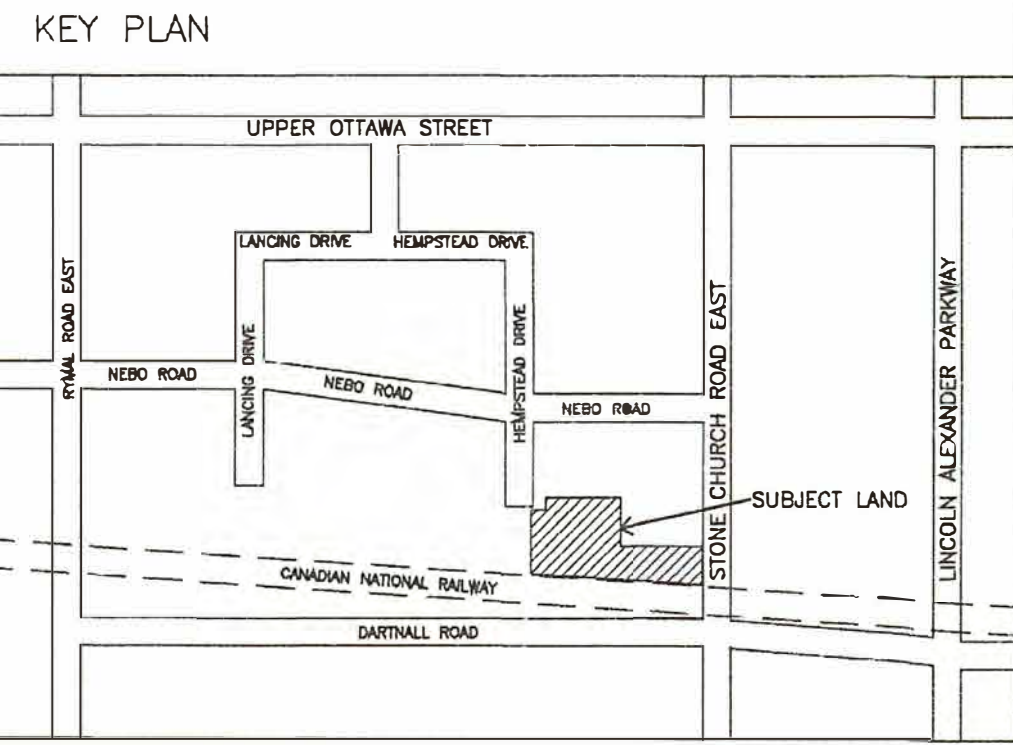 KEY PLAN
UPPER OTTAWA STREET
LANCING DRIVE
HEMPSTEAD DRIVE
RYMAL ROAD EAST
NEBO ROAD
LANCING DRIVE
NEBO ROAD
HEMPSTEAD DRIVE
NEBO ROAD
STONE CHURCH ROAD EAST
LINCOLN ALEXANDER PARKWAY
SUBJECT LAND
CANADIAN NATIONAL RAILWAY
DARTNALL ROAD